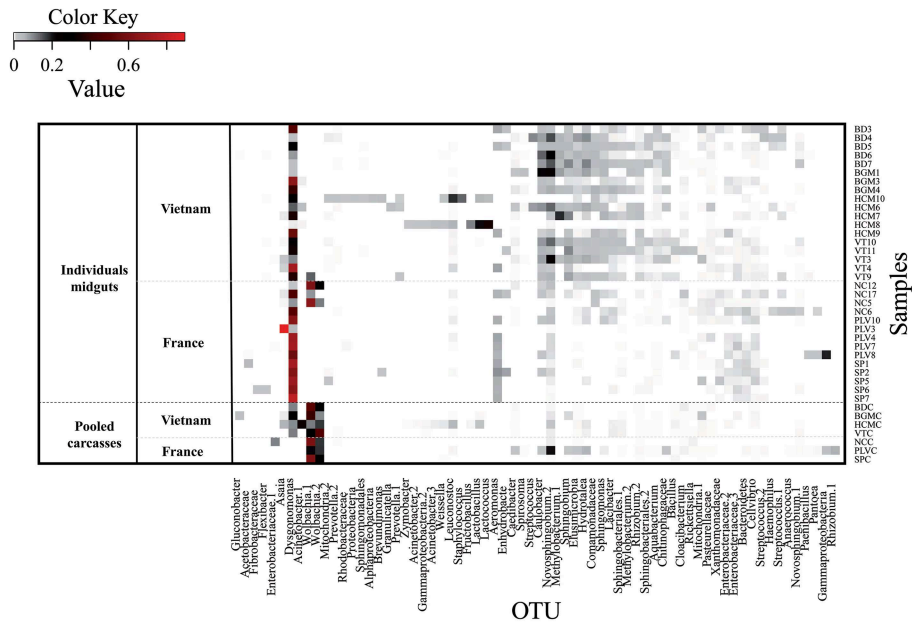 Color Key
0 0.2 0.6
Value
Individuals
midguts
Vietnam
France
Pooled
carcasses
Vietnam
France
BD3
BD4
BD5
BD6
BD7
BGM1
BGM3
BGM4
HCM10
HCM6
HCM7
HCM8
HCM9
VT10
VT11
VT3
VT4
VT9
NC12
NC17
NC5
NC6
PLV10
PLV3
PLV4
PLV7
PLV8
SP1
SP2
SP5
SP6
SP7
BDC
BGMC
HCMC
VTC
NCC
PLVC
SPC
Samples
Gluconobacter
Acetobacteraceae
Fibrobacteraceae
Flexibacter
Enterobacteriaceae.1
Asaia
Dysgonomonas
Acinetobacter.1
Wolbachia.1
Wolbachia.2
Mitochondria.2
Prevotella.2
Rhodobacteraceae
Proteobacteria
Sphingomonadales
Alphaproteobacteria
Brevundimonas
Granulicatella
Prevotella.1
Zymobacter
Acinetobacter.2
Gammaproteobacteria.2
Acinetobacter.3
Weissella
Leuconostoc
Staphylococcus
Fructobacillus
Lactobacillus
Lactococcus
Aeromonas
Enhydrobacte
Caedibacter
Spirosoma
Streptococcus
Caulobacter
Novosphingobium.2
Methylobacterium.1
Sphingobium
Elusimicrobia
Hydrotalea
Comamonadaceae
Sphingomonas
Lacibacter
Sphingobacteriales.1
Methylobacterium.2
Rhizobium.2
Sphingobacteriales.2
Aquabacterium
Chitinophagaceae
Bacillus
Cloacibacterium
Rickettsiella
Mitochondria.1
Pasteurellaceae
Xanthomonadaceae
Enterobacteriaceae.2
Enterobacteriaceae.3
Bacteroidetes
Cellvibrio
Streptococcus.2
Haemophilus
Streptococcus.1
Anaerococcus
Novosphingobium.1
Paenibacillus
Pantoea
Gammaproteobacteria
Rhizobium.1
OTU